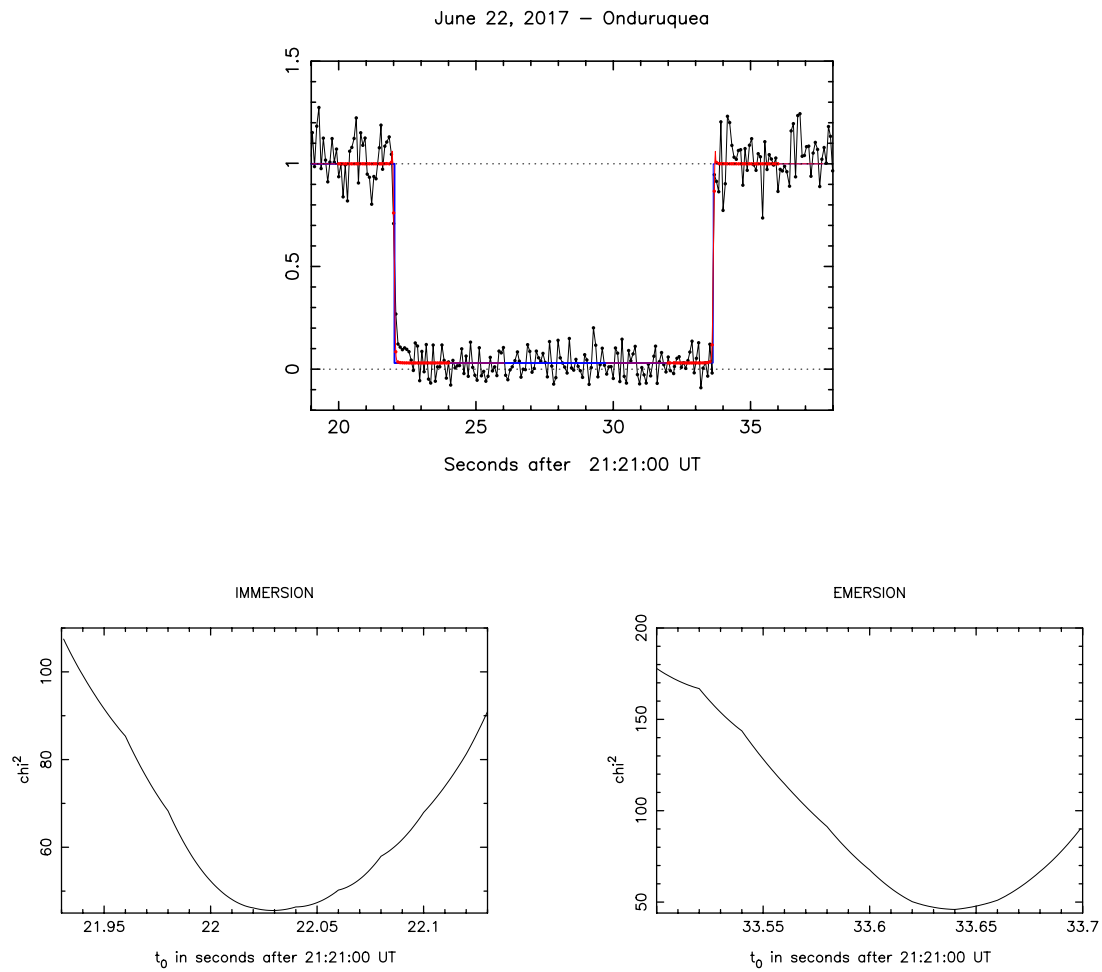 June 22, 2017 – Onduruquea
1.5
1
0.5
0
20 25 30 35
Seconds after 21:21:00 UT
IMMERSION
100
80
60
chi²
21.95 22 22.05 22.1
t₀ in seconds after 21:21:00 UT
EMERSION
200
150
100
50
chi²
33.55 33.6 33.65 33.7
t₀ in seconds after 21:21:00 UT